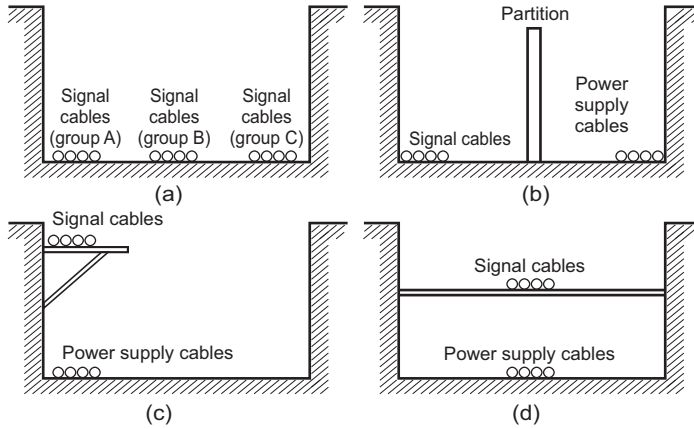 Signal
cables
(group A)
Signal
cables
(group B)
Signal
cables
(group C)
(a)
Partition
Signal cables
Power
supply
cables
(b)
Signal cables
Power supply cables
(c)
Signal cables
Power supply cables
(d)